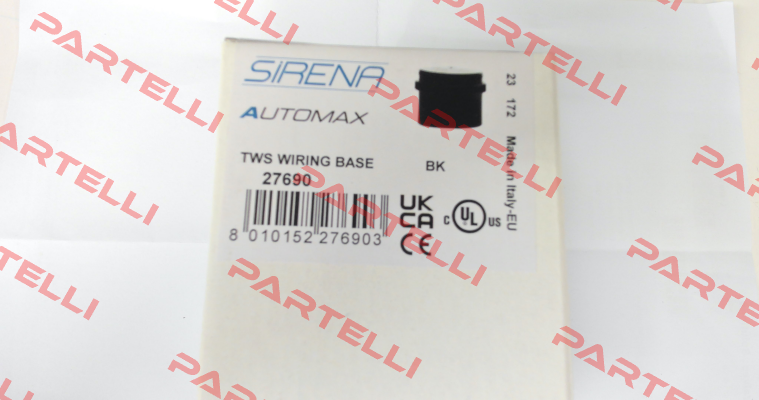 SIRENA
AUTOMAX
TWS WIRING BASE
BK
27690
8 010152 276903
UK
CA
CE
c UL us
23 172 Made in Italy-EU
PARTELLI
PARTELLI
PARTELLI
PARTELLI
PARTELLI
PARTELLI
PARTELLI
PARTELLI
PARTELLI
PARTELLI